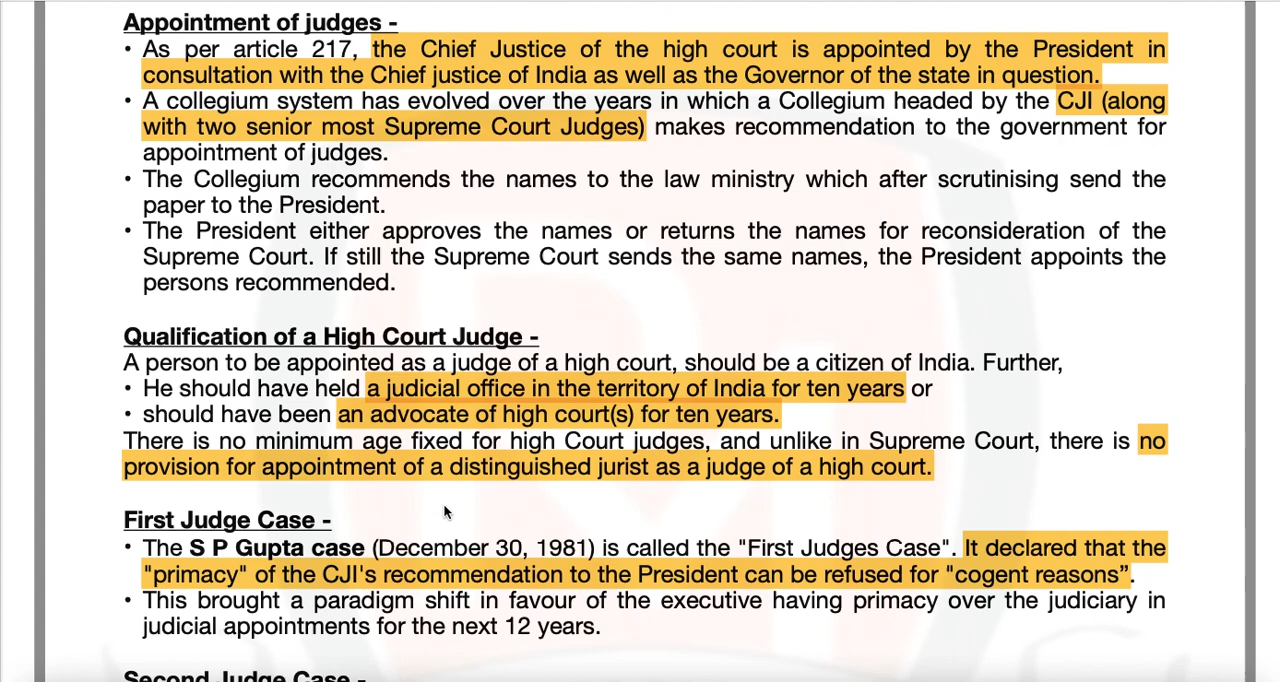 Appointment of judges -
• As per article 217, the Chief Justice of the high court is appointed by the President in
consultation with the Chief justice of India as well as the Governor of the state in question.
• A collegium system has evolved over the years in which a Collegium headed by the CJI (along
with two senior most Supreme Court Judges) makes recommendation to the government for
appointment of judges.
• The Collegium recommends the names to the law ministry which after scrutinising send the
paper to the President.
• The President either approves the names or returns the names for reconsideration of the
Supreme Court. If still the Supreme Court sends the same names, the President appoints the
persons recommended.
Qualification of a High Court Judge -
A person to be appointed as a judge of a high court, should be a citizen of India. Further,
• He should have held a judicial office in the territory of India for ten years or
• should have been an advocate of high court(s) for ten years.
There is no minimum age fixed for high Court judges, and unlike in Supreme Court, there is no
provision for appointment of a distinguished jurist as a judge of a high court.
First Judge Case -
• The S P Gupta case (December 30, 1981) is called the "First Judges Case". It declared that the
"primacy" of the CJI's recommendation to the President can be refused for "cogent reasons”.
• This brought a paradigm shift in favour of the executive having primacy over the judiciary in
judicial appointments for the next 12 years.
Second Judge Case -